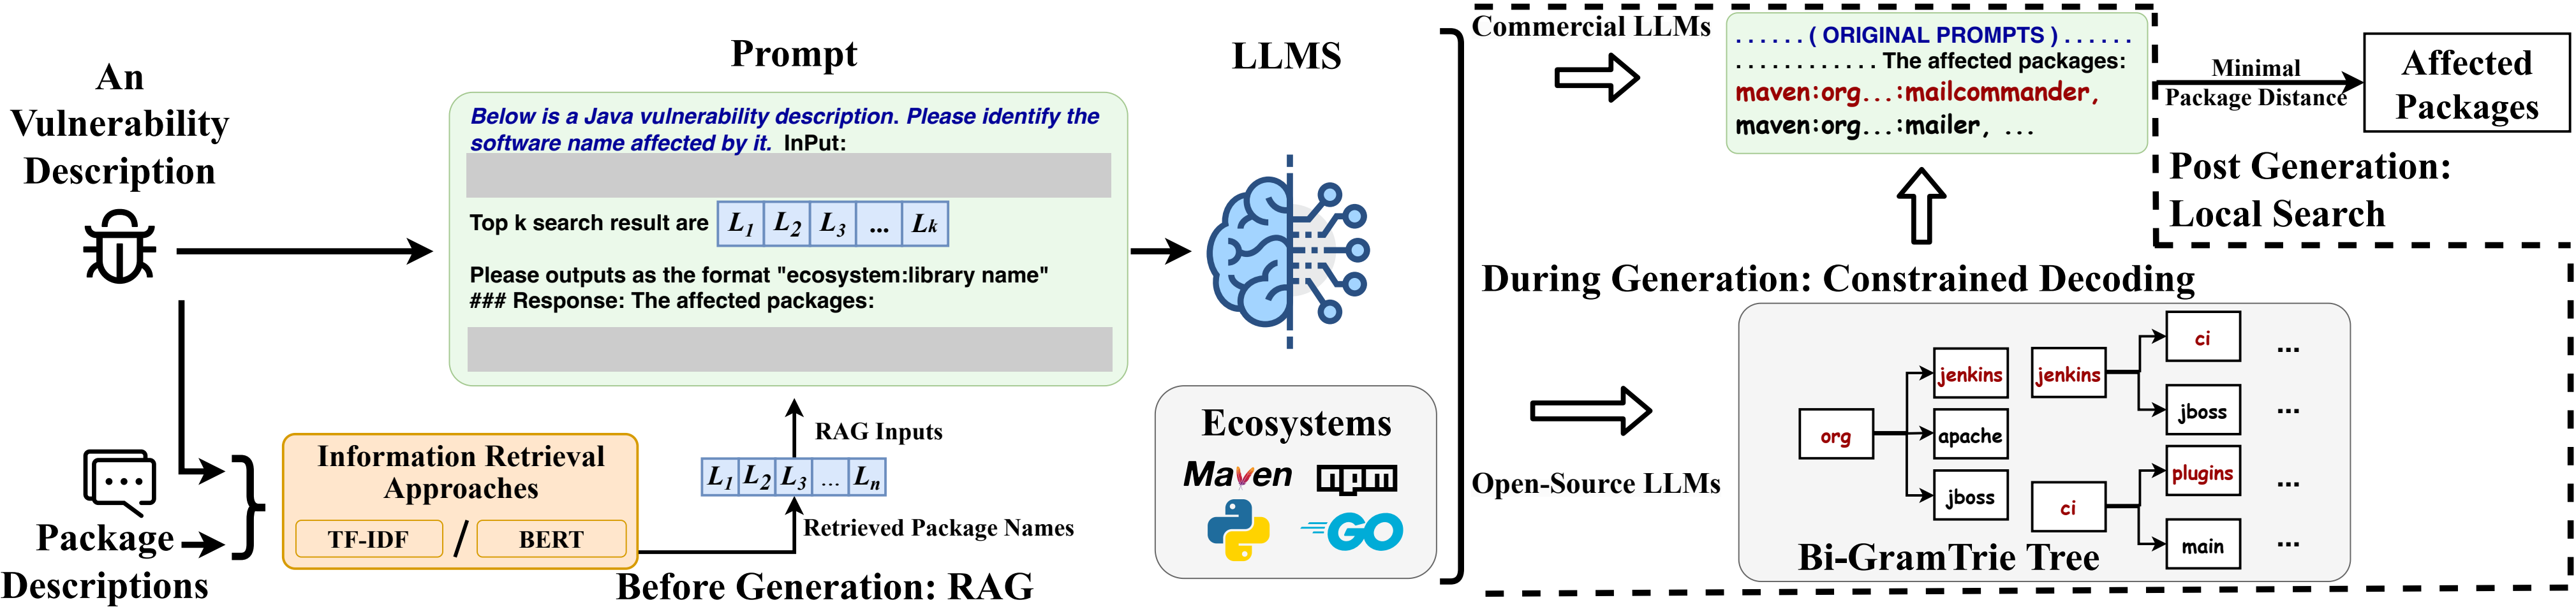 An
Vulnerability
Description
Package
Descriptions
Information Retrieval
Approaches
TF-IDF / BERT
Prompt
Below is a Java vulnerability description. Please identify the
software name affected by it. InPut:
Top k search result are L1 L2 L3 ... Lk
Please outputs as the format "ecosystem:library name"
### Response: The affected packages:
RAG Inputs
L1 L2 L3 ... Ln
Retrieved Package Names
Before Generation: RAG
LLMS
Ecosystems
Maven npm
GO
Commercial LLMs
Open-Source LLMs
. . . . . . ( ORIGINAL PROMPTS ) . . . . . .
. . . . . . . . . . . . The affected packages:
maven:org...:mailcommander,
maven:org...:mailer, ...
Minimal
Package Distance
Affected
Packages
Post Generation:
Local Search
During Generation: Constrained Decoding
org
jenkins
apache
jboss
jenkins
ci ...
jboss ...
ci
plugins ...
main ...
Bi-GramTrie Tree